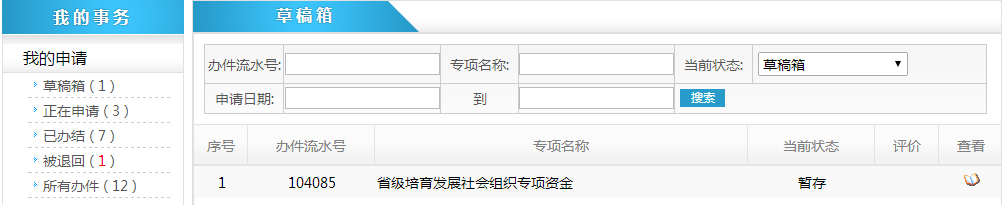 我的事务
我的申请
草稿箱 ( 1 )
正在申请 ( 3 )
已办结 ( 7 )
被退回 ( 1 )
所有办件 ( 12 )
草稿箱
办件流水号: 专项名称: 当前状态: 草稿箱
申请日期: 到 搜索
序号 办件流水号 专项名称 当前状态 评价 查看
1 104085 省级培育发展社会组织专项资金 暂存